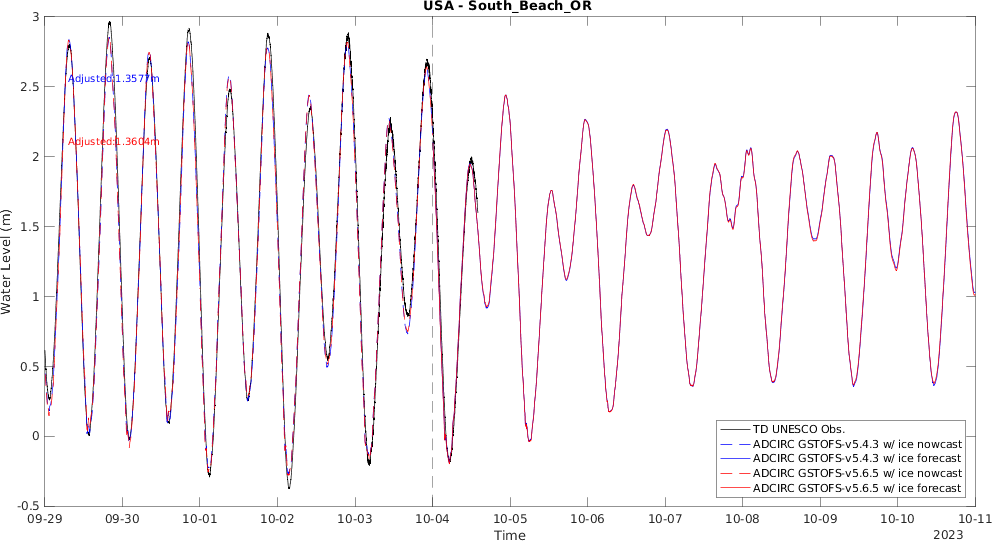 USA - South_Beach_OR
3
2.5
2
1.5
1
0.5
0
-0.5
Water Level (m)
Adjusted:1.3577m
Adjusted:1.3604m
TD UNESCO Obs.
ADCIRC GSTOFS-v5.4.3 w/ ice nowcast
ADCIRC GSTOFS-v5.4.3 w/ ice forecast
ADCIRC GSTOFS-v5.6.5 w/ ice nowcast
ADCIRC GSTOFS-v5.6.5 w/ ice forecast
09-29 09-30 10-01 10-02 10-03 10-04 10-05 10-06 10-07 10-08 10-09 10-10 10-11
Time
2023